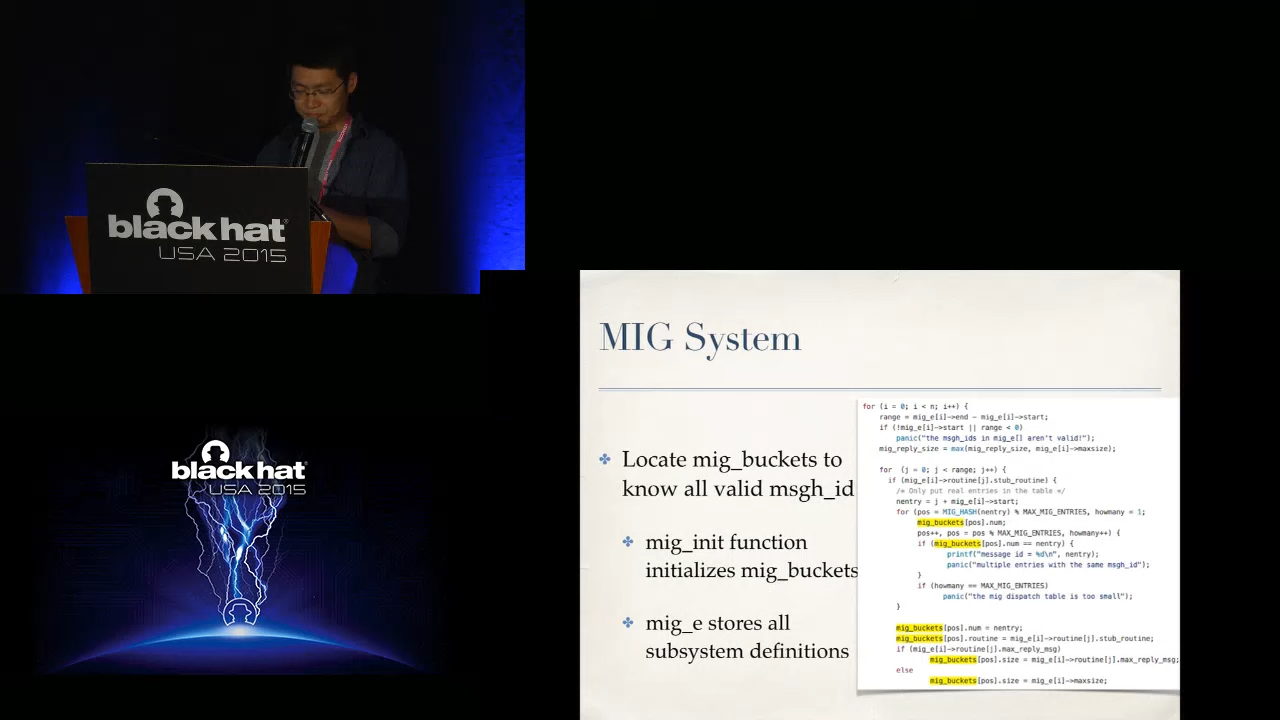 black hat®
USA 2015
black hat®
USA 2015
MIG System
Locate mig_buckets to
know all valid msgh_id
mig_init function
initializes mig_buckets
mig_e stores all
subsystem definitions
for (i = 0; i < n; i++) {
range = mig_e[i]->end - mig_e[i]->start;
if (!mig_e[i]->start || range < 0)
panic("the msgh_ids in mig_e[] aren't valid!");
mig_reply_size = max(mig_reply_size, mig_e[i]->maxsize);
for (j = 0; j < range; j++) {
if (mig_e[i]->routine[j].stub_routine) {
/* Only put real entries in the table */
nentry = j + mig_e[i]->start;
for (pos = MIG_HASH(nentry) % MAX_MIG_ENTRIES, howmany = 1;
mig_buckets[pos].num;
pos++, pos = pos % MAX_MIG_ENTRIES, howmany++) {
if (mig_buckets[pos].num == nentry) {
printf("message id = %d\n", nentry);
panic("multiple entries with the same msgh_id");
}
if (howmany == MAX_MIG_ENTRIES)
panic("the mig dispatch table is too small");
}
mig_buckets[pos].num = nentry;
mig_buckets[pos].routine = mig_e[i]->routine[j].stub_routine;
if (mig_e[i]->routine[j].max_reply_msg)
mig_buckets[pos].size = mig_e[i]->routine[j].max_reply_msg;
else
mig_buckets[pos].size = mig_e[i]->maxsize;